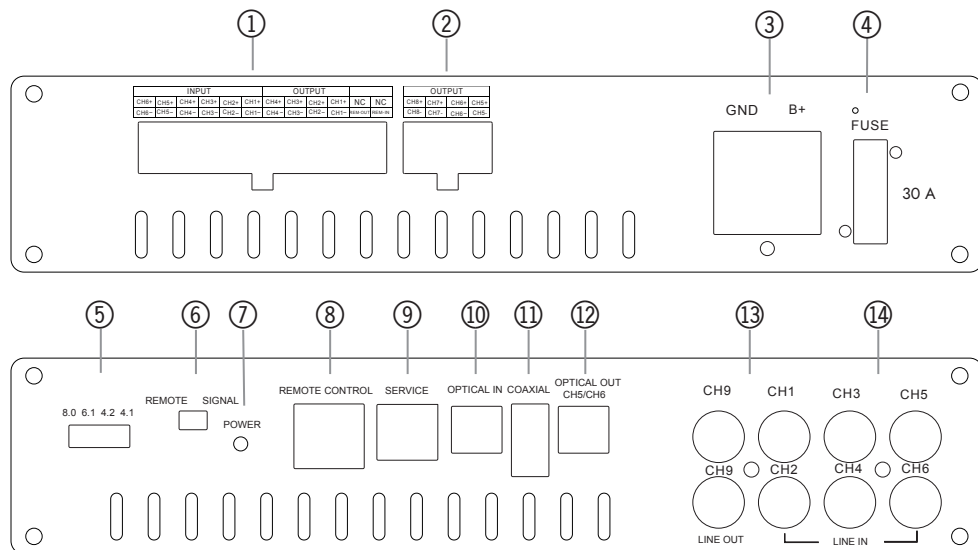 ① ② ③ ④
INPUT OUTPUT
CH6+ CH5+ CH4+ CH3+ CH2+ CH1+ CH4+ CH3+ CH2+ CH1+ NC NC
CH6− CH5− CH4− CH3− CH2− CH1− CH4− CH3− CH2− CH1− REM-OUT REM-IN
OUTPUT
CH8+ CH7+ CH6+ CH5+
CH8- CH7- CH6− CH5-
GND B+
FUSE
30 A
⑤ ⑥ ⑦ ⑧ ⑨ ⑩ ⑪ ⑫ ⑬ ⑭
8.0 6.1 4.2 4.1
REMOTE SIGNAL
POWER
REMOTE CONTROL
SERVICE
OPTICAL IN
COAXIAL
OPTICAL OUT
CH5/CH6
CH9 CH1 CH3 CH5
CH9 CH2 CH4 CH6
LINE OUT LINE IN